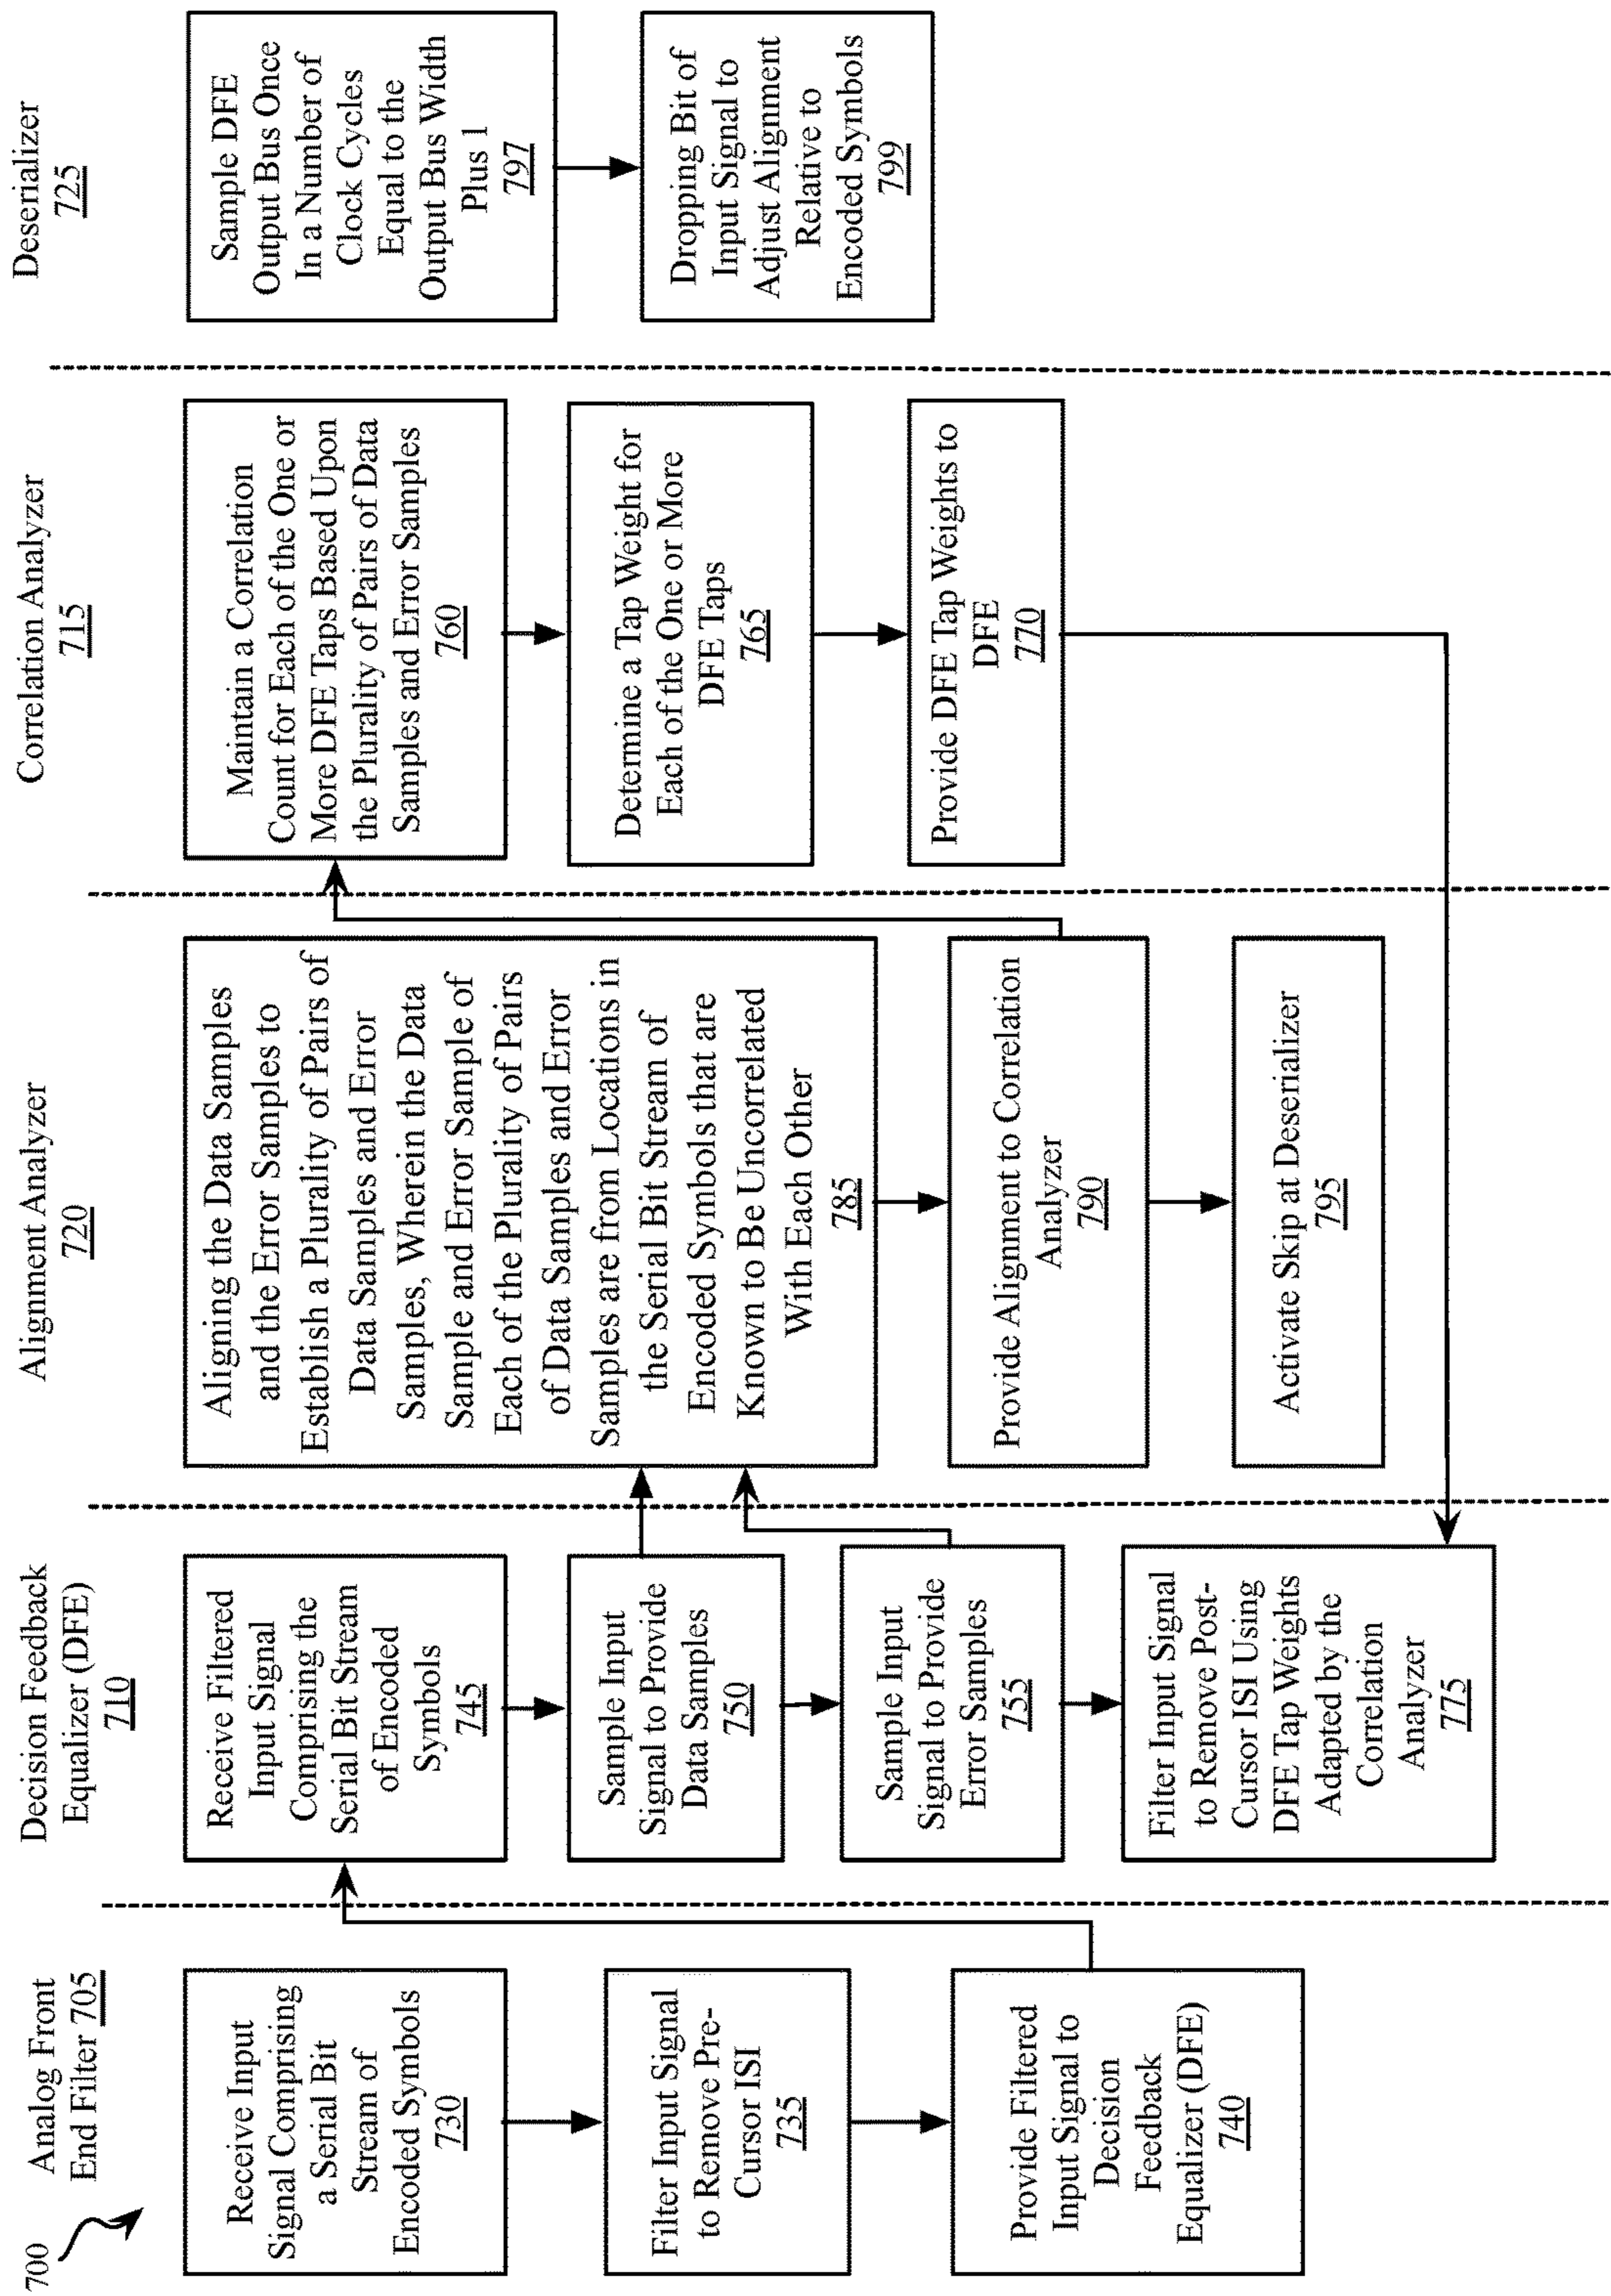 700
Analog Front
End Filter 705
Receive Input
Signal Comprising
a Serial Bit
Stream of
Encoded Symbols
730
Filter Input Signal
to Remove Pre-
Cursor ISI
735
Provide Filtered
Input Signal to
Decision
Feedback
Equalizer (DFE)
740
Decision Feedback
Equalizer (DFE)
710
Receive Filtered
Input Signal
Comprising the
Serial Bit Stream
of Encoded
Symbols
745
Sample Input
Signal to Provide
Data Samples
750
Sample Input
Signal to Provide
Error Samples
755
Filter Input Signal
to Remove Post-
Cursor ISI Using
DFE Tap Weights
Adapted by the
Correlation
Analyzer
775
Alignment Analyzer
720
Aligning the Data Samples
and the Error Samples to
Establish a Plurality of Pairs of
Data Samples and Error
Samples, Wherein the Data
Sample and Error Sample of
Each of the Plurality of Pairs
of Data Samples and Error
Samples are from Locations in
the Serial Bit Stream of
Encoded Symbols that are
Known to Be Uncorrelated
With Each Other
785
Provide Alignment to Correlation
Analyzer
790
Activate Skip at Deserializer
795
Correlation Analyzer
715
Maintain a Correlation
Count for Each of the One or
More DFE Taps Based Upon
the Plurality of Pairs of Data
Samples and Error Samples
760
Determine a Tap Weight for
Each of the One or More
DFE Taps
765
Provide DFE Tap Weights to
DFE
770
Deserializer
725
Sample DFE
Output Bus Once
In a Number of
Clock Cycles
Equal to the
Output Bus Width
Plus 1
797
Dropping Bit of
Input Signal to
Adjust Alignment
Relative to
Encoded Symbols
799